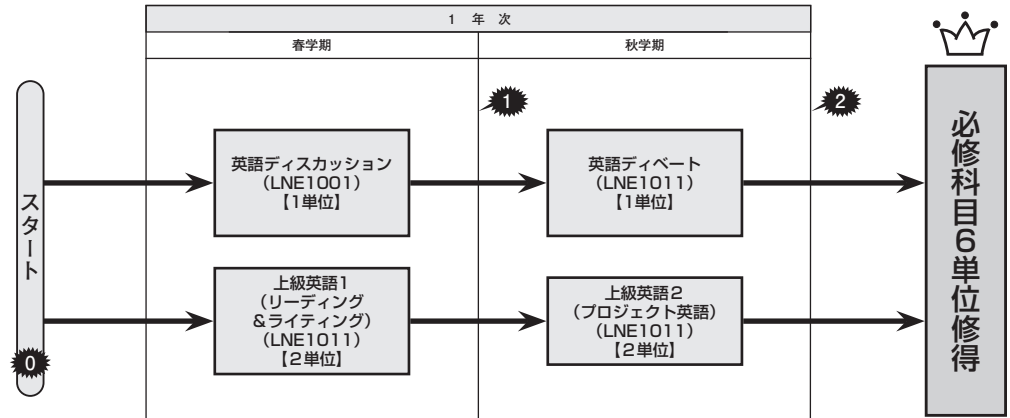 1 年 次
春学期
秋学期
スタート
0
1
2
英語ディスカッション
（LNE1001）
【1単位】
英語ディベート
（LNE1011）
【1単位】
上級英語1
（リーディング
＆ライティング）
（LNE1011）
【2単位】
上級英語2
（プロジェクト英語）
（LNE1011）
【2単位】
必修科目6単位修得